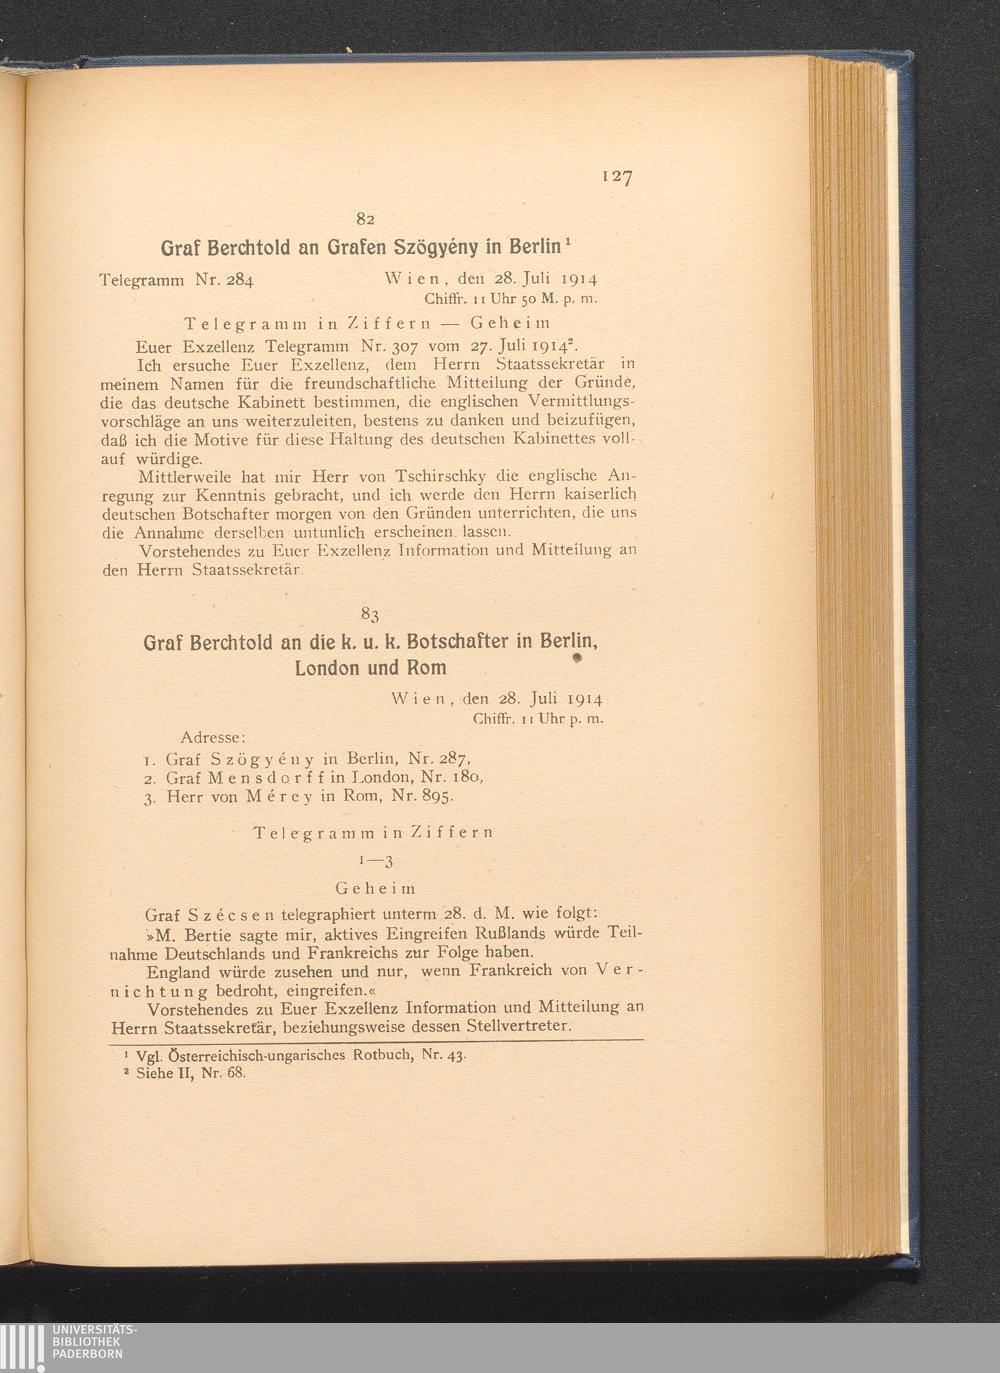 127
82
Graf Berchtold an Grafen Szögyény in Berlin ¹
Telegramm Nr. 284 Wien, den 28. Juli 1914
Chiffr. 11 Uhr 50 M. p. m.
Telegramm in Ziffern — Geheim
Euer Exzellenz Telegramm Nr. 307 vom 27. Juli 1914².
Ich ersuche Euer Exzellenz, dem Herrn Staatssekretär in
meinem Namen für die freundschaftliche Mitteilung der Gründe,
die das deutsche Kabinett bestimmen, die englischen Vermittlungs-
vorschläge an uns weiterzuleiten, bestens zu danken und beizufügen,
daß ich die Motive für diese Haltung des deutschen Kabinettes voll-
auf würdige.
Mittlerweile hat mir Herr von Tschirschky die englische An-
regung zur Kenntnis gebracht, und ich werde den Herrn kaiserlich
deutschen Botschafter morgen von den Gründen unterrichten, die uns
die Annahme derselben untunlich erscheinen lassen.
Vorstehendes zu Euer Exzellenz Information und Mitteilung an
den Herrn Staatssekretär.
83
Graf Berchtold an die k. u. k. Botschafter in Berlin,
London und Rom
Wien, den 28. Juli 1914
Chiffr. 11 Uhr p. m.
Adresse:
1. Graf Szögyény in Berlin, Nr. 287,
2. Graf Mensdorff in London, Nr. 180,
3. Herr von Mérey in Rom, Nr. 895.
Telegramm in Ziffern
1—3
Geheim
Graf Szécsen telegraphiert unterm 28. d. M. wie folgt:
»M. Bertie sagte mir, aktives Eingreifen Rußlands würde Teil-
nahme Deutschlands und Frankreichs zur Folge haben.
England würde zusehen und nur, wenn Frankreich von Ver-
nichtung bedroht, eingreifen.«
Vorstehendes zu Euer Exzellenz Information und Mitteilung an
Herrn Staatssekretär, beziehungsweise dessen Stellvertreter.
¹ Vgl. Österreichisch-ungarisches Rotbuch, Nr. 43.
² Siehe II, Nr. 68.
UNIVERSITÄTS-
BIBLIOTHEK
PADERBORN